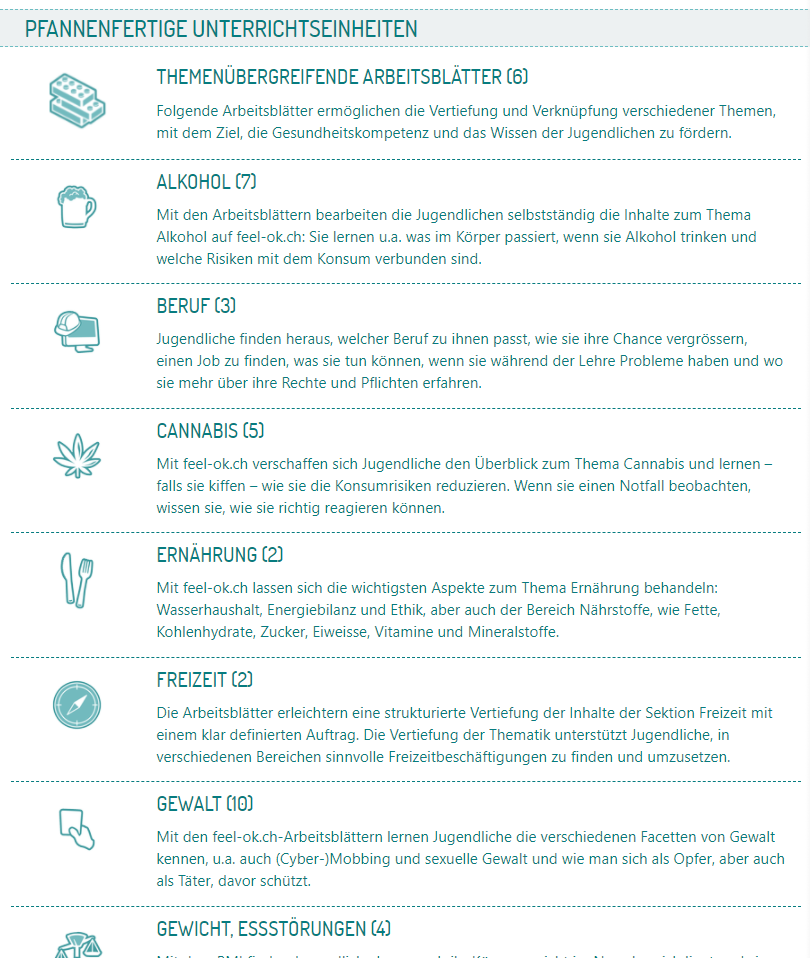 PFANNENFERTIGE UNTERRICHTSEINHEITEN
THEMENÜBERGREIFENDE ARBEITSBLÄTTER (6)
Folgende Arbeitsblätter ermöglichen die Vertiefung und Verknüpfung verschiedener Themen,
mit dem Ziel, die Gesundheitskompetenz und das Wissen der Jugendlichen zu fördern.
ALKOHOL (7)
Mit den Arbeitsblättern bearbeiten die Jugendlichen selbstständig die Inhalte zum Thema
Alkohol auf feel-ok.ch: Sie lernen u.a. was im Körper passiert, wenn sie Alkohol trinken und
welche Risiken mit dem Konsum verbunden sind.
BERUF (3)
Jugendliche finden heraus, welcher Beruf zu ihnen passt, wie sie ihre Chance vergrössern,
einen Job zu finden, was sie tun können, wenn sie während der Lehre Probleme haben und wo
sie mehr über ihre Rechte und Pflichten erfahren.
CANNABIS (5)
Mit feel-ok.ch verschaffen sich Jugendliche den Überblick zum Thema Cannabis und lernen –
falls sie kiffen – wie sie die Konsumrisiken reduzieren. Wenn sie einen Notfall beobachten,
wissen sie, wie sie richtig reagieren können.
ERNÄHRUNG (2)
Mit feel-ok.ch lassen sich die wichtigsten Aspekte zum Thema Ernährung behandeln:
Wasserhaushalt, Energiebilanz und Ethik, aber auch der Bereich Nährstoffe, wie Fette,
Kohlenhydrate, Zucker, Eiweisse, Vitamine und Mineralstoffe.
FREIZEIT (2)
Die Arbeitsblätter erleichtern eine strukturierte Vertiefung der Inhalte der Sektion Freizeit mit
einem klar definierten Auftrag. Die Vertiefung der Thematik unterstützt Jugendliche, in
verschiedenen Bereichen sinnvolle Freizeitbeschäftigungen zu finden und umzusetzen.
GEWALT (10)
Mit den feel-ok.ch-Arbeitsblättern lernen Jugendliche die verschiedenen Facetten von Gewalt
kennen, u.a. auch (Cyber-)Mobbing und sexuelle Gewalt und wie man sich als Opfer, aber auch
als Täter, davor schützt.
GEWICHT, ESSSTÖRUNGEN (4)